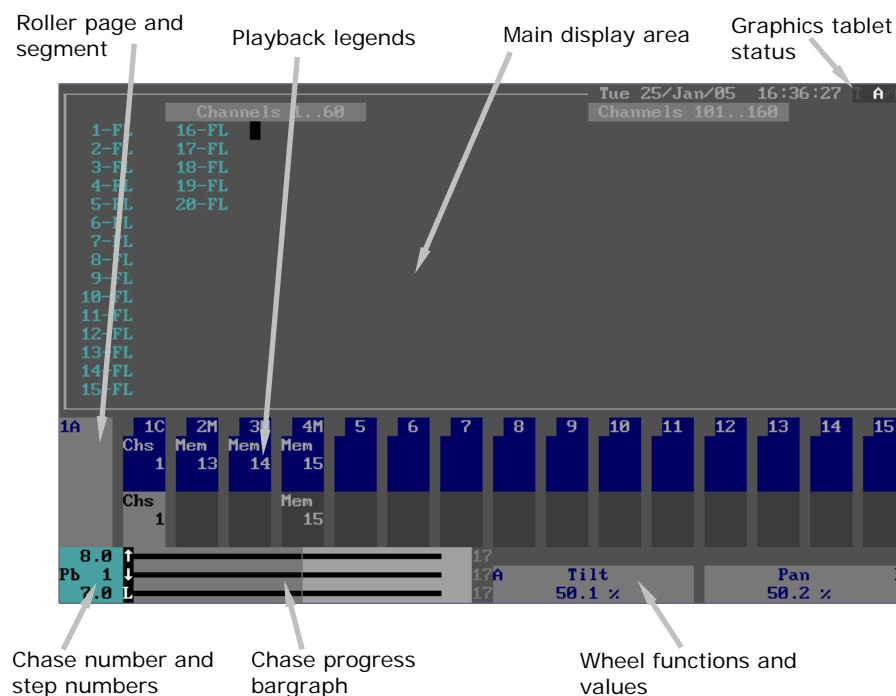 Roller page and
segment
Playback legends
Main display area
Graphics tablet
status
Tue 25/Jan/05 16:36:27 T A
Channels 1..60
Channels 101..160
1-FL 16-FL
2-FL 17-FL
3-FL 18-FL
4-FL 19-FL
5-FL 20-FL
6-FL
7-FL
8-FL
9-FL
10-FL
11-FL
12-FL
13-FL
14-FL
15-FL
1A 1C 2M 3M 4M 5 6 7 8 9 10 11 12 13 14 15
Chs Mem Mem Mem
1 13 14 15
Chs Mem
1 15
8.0 ↑ 17
Pb 1 ↓ 17 A Tilt Pan
7.0 L 17 50.1 % 50.2 %
Chase number and
step numbers
Chase progress
bargraph
Wheel functions and
values